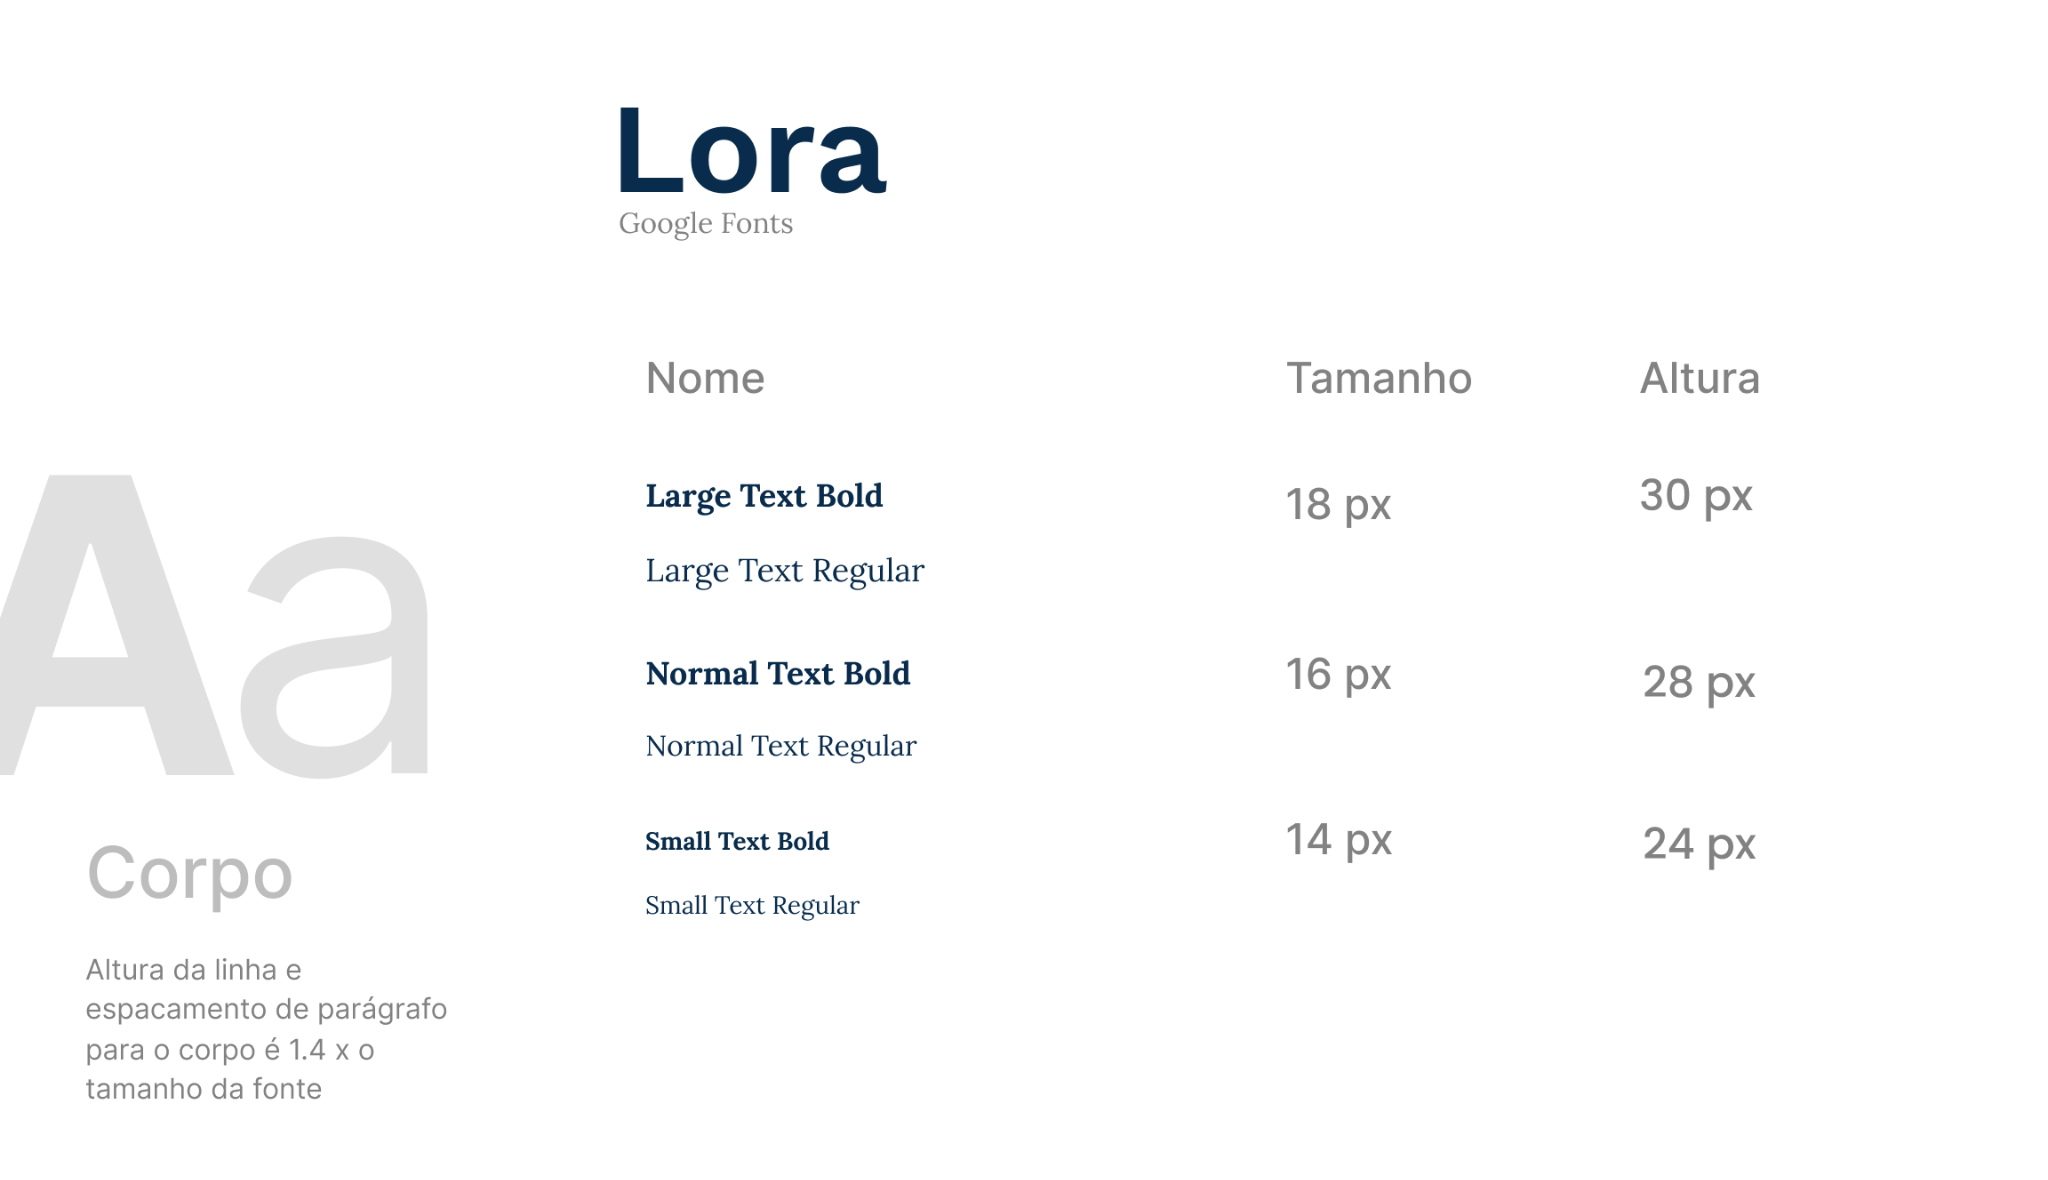 Lora
Google Fonts
Nome Tamanho Altura
Large Text Bold 18 px 30 px
Large Text Regular
Normal Text Bold 16 px 28 px
Normal Text Regular
Small Text Bold 14 px 24 px
Small Text Regular
Aa
Corpo
Altura da linha e
espacamento de parágrafo
para o corpo é 1.4 x o
tamanho da fonte